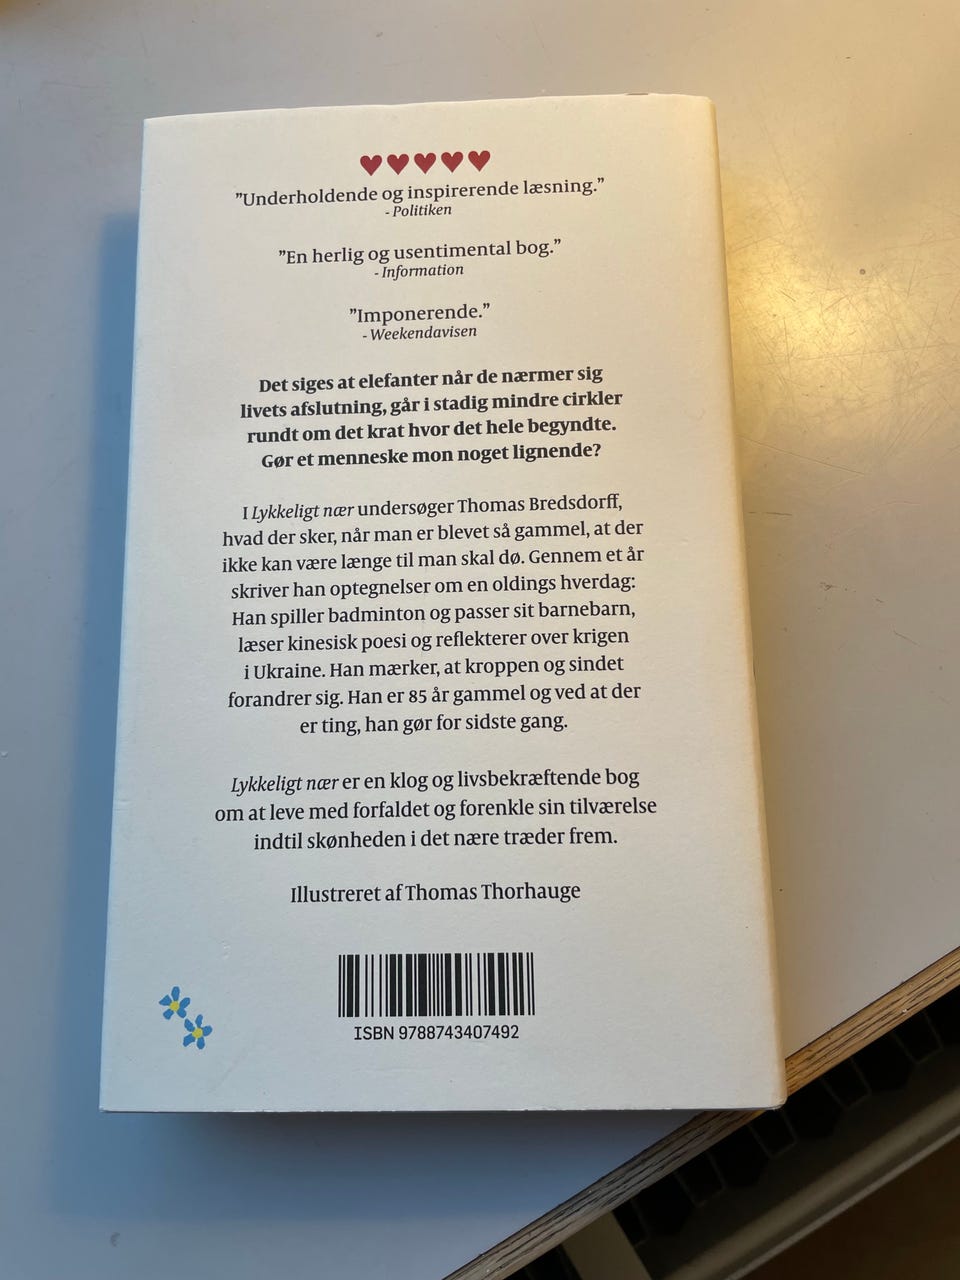 ♥♥♥♥♥
”Underholdende og inspirerende læsning.”
- Politiken
”En herlig og usentimental bog.”
- Information
”Imponerende.”
- Weekendavisen
Det siges at elefanter når de nærmer sig
livets afslutning, går i stadig mindre cirkler
rundt om det krat hvor det hele begyndte.
Gør et menneske mon noget lignende?
I Lykkeligt nær undersøger Thomas Bredsdorff,
hvad der sker, når man er blevet så gammel, at der
ikke kan være længe til man skal dø. Gennem et år
skriver han optegnelser om en oldings hverdag:
Han spiller badminton og passer sit barnebarn,
læser kinesisk poesi og reflekterer over krigen
i Ukraine. Han mærker, at kroppen og sindet
forandrer sig. Han er 85 år gammel og ved at der
er ting, han gør for sidste gang.
Lykkeligt nær er en klog og livsbekræftende bog
om at leve med forfaldet og forenkle sin tilværelse
indtil skønheden i det nære træder frem.
Illustreret af Thomas Thorhauge
ISBN 9788743407492